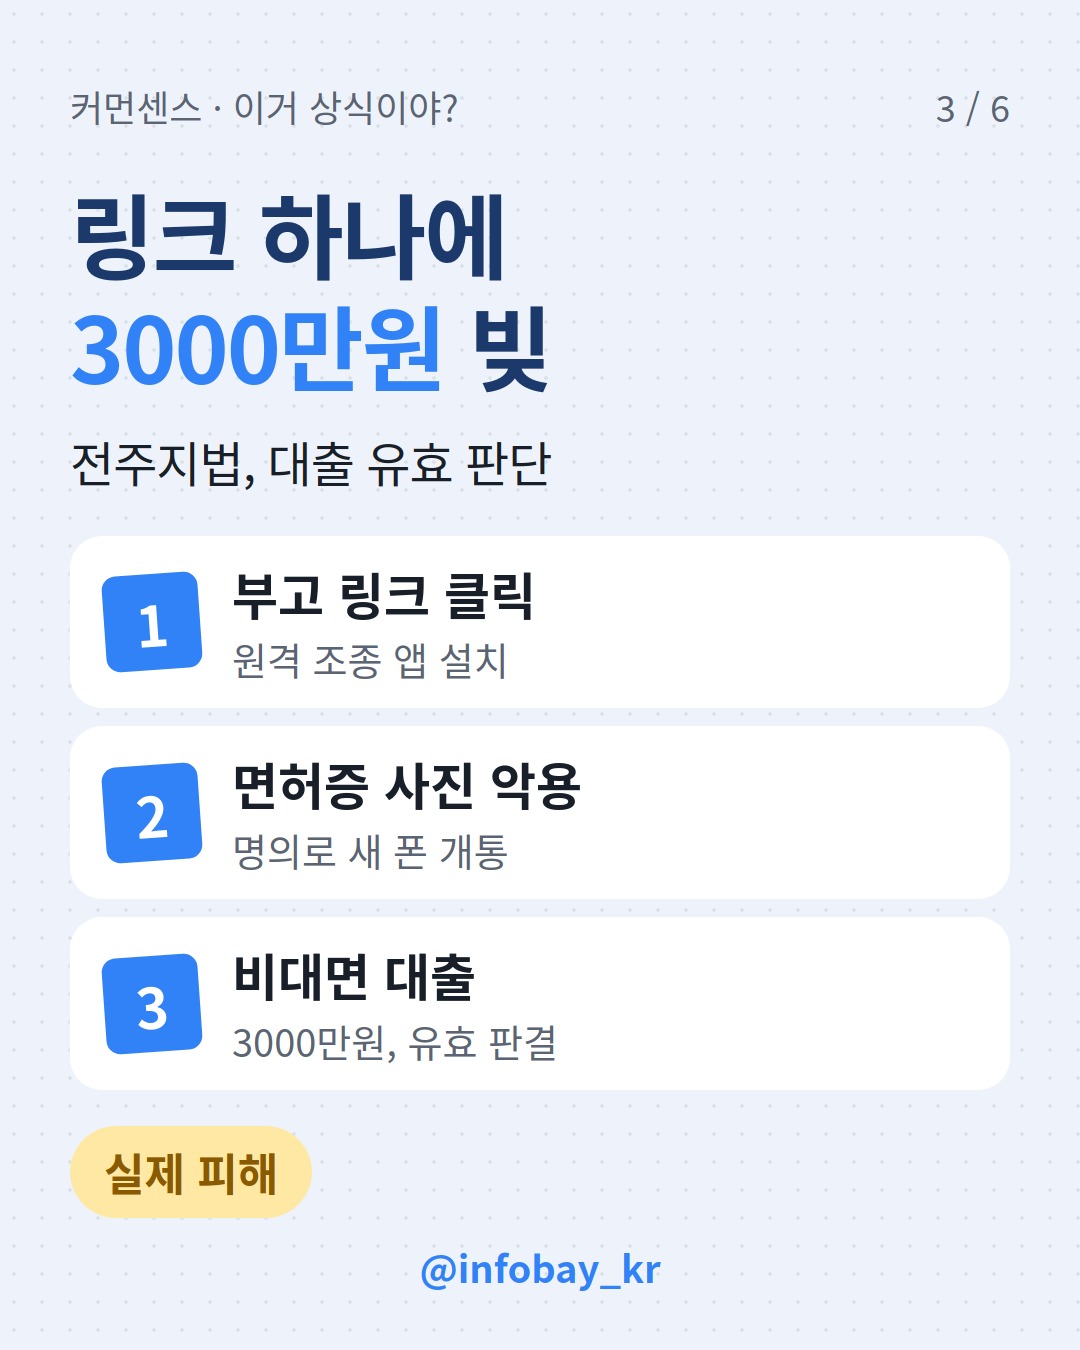 커먼센스 · 이거 상식이야?
3 / 6
링크 하나에
3000만원 빚
전주지법, 대출 유효 판단
1
부고 링크 클릭
원격 조종 앱 설치
2
면허증 사진 악용
명의로 새 폰 개통
3
비대면 대출
3000만원, 유효 판결
실제 피해
@infobay_kr